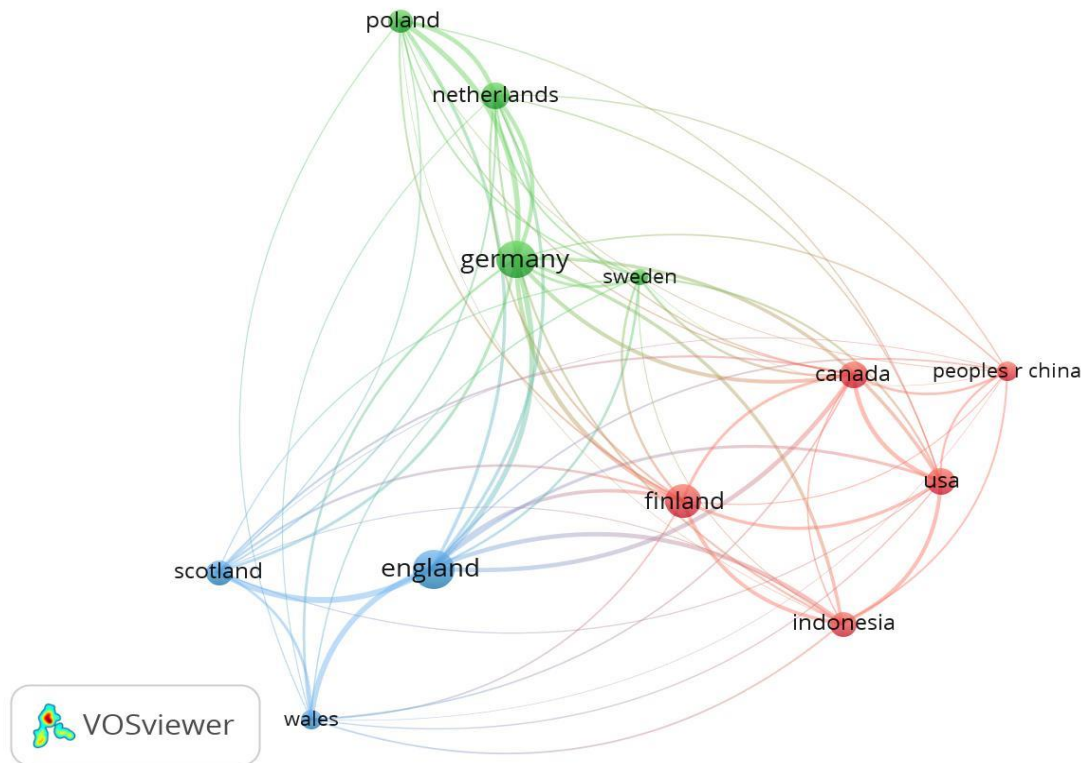 poland
netherlands
germany
sweden
canada
peoples r china
usa
finland
england
scotland
indonesia
wales
VOSviewer